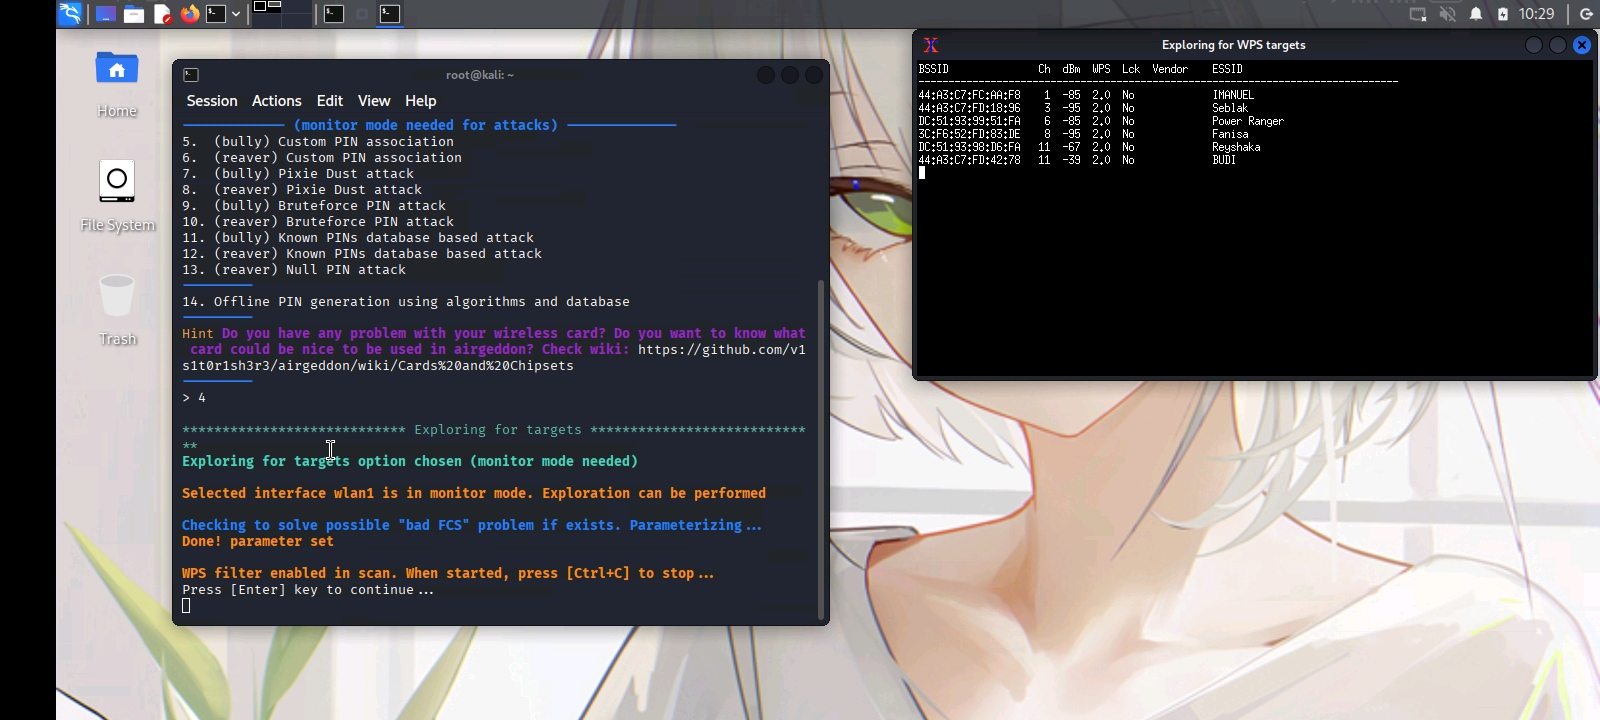 10:29
Home
File System
Trash
root@kali: ~
Session Actions Edit View Help
(monitor mode needed for attacks)
5. (bully) Custom PIN association
6. (reaver) Custom PIN association
7. (bully) Pixie Dust attack
8. (reaver) Pixie Dust attack
9. (bully) Bruteforce PIN attack
10. (reaver) Bruteforce PIN attack
11. (bully) Known PINs database based attack
12. (reaver) Known PINs database based attack
13. (reaver) Null PIN attack
14. Offline PIN generation using algorithms and database
Hint Do you have any problem with your wireless card? Do you want to know what
card could be nice to be used in airgeddon? Check wiki: https://github.com/v1
s1t0r1sh3r3/airgeddon/wiki/Cards%20and%20Chipsets
> 4
**************************** Exploring for targets ***************************
**
Exploring for targets option chosen (monitor mode needed)
Selected interface wlan1 is in monitor mode. Exploration can be performed
Checking to solve possible "bad FCS" problem if exists. Parameterizing...
Done! parameter set
WPS filter enabled in scan. When started, press [Ctrl+C] to stop...
Press [Enter] key to continue...
Exploring for WPS targets
BSSID Ch dBm WPS Lck Vendor ESSID
--------------------------------------------------------------------------------
44:A3:C7:FC:AA:F8 1 -85 2.0 No IMANUEL
44:A3:C7:FD:18:96 3 -95 2.0 No Seblak
DC:51:93:99:51:FA 6 -85 2.0 No Power Ranger
3C:F6:52:FD:83:DE 8 -95 2.0 No Fanisa
DC:51:93:98:D6:FA 11 -67 2.0 No Reyshaka
44:A3:C7:FD:42:78 11 -39 2.0 No BUDI